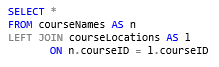 SELECT *
FROM courseNames AS n
LEFT JOIN courseLocations AS l
ON n.courseID = l.courseID